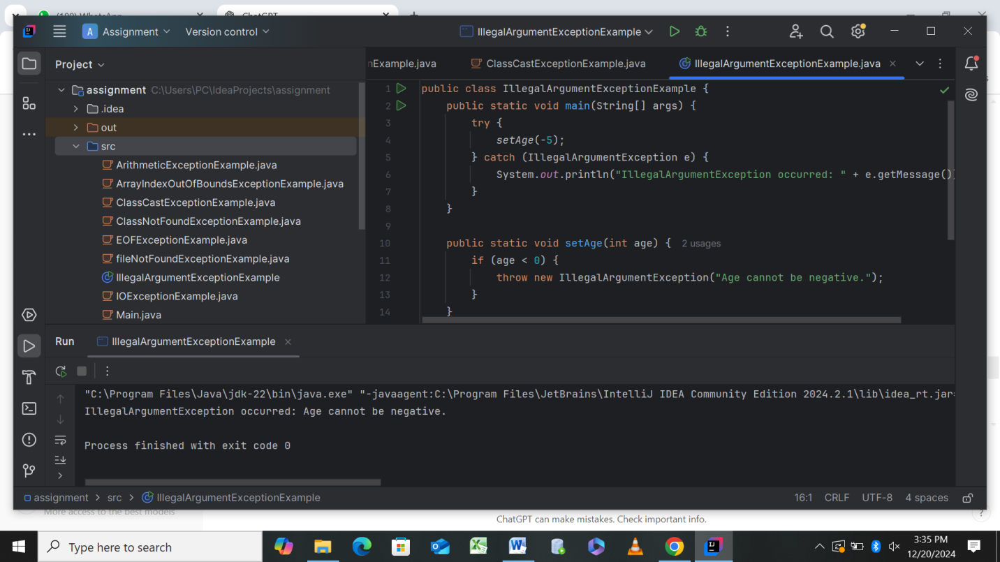 (199) WhatsApp
ChatGPT
A Assignment Version control IllegalArgumentExceptionExample
Project
nExample.java ClassCastExceptionExample.java IllegalArgumentExceptionExample.java
assignment C:\Users\PC\IdeaProjects\assignment
.idea
out
src
ArithmeticExceptionExample.java
ArrayIndexOutOfBoundsExceptionExample.java
ClassCastExceptionExample.java
ClassNotFoundExceptionExample.java
EOFExceptionExample.java
fileNotFoundExceptionExample.java
IllegalArgumentExceptionExample
IOExceptionExample.java
Main.java
1 public class IllegalArgumentExceptionExample {
2 public static void main(String[] args) {
3 try {
4 setAge(-5);
5 } catch (IllegalArgumentException e) {
6 System.out.println("IllegalArgumentException occurred: " + e.getMessage()
7 }
8 }
9
10 public static void setAge(int age) { 2 usages
11 if (age < 0) {
12 throw new IllegalArgumentException("Age cannot be negative.");
13 }
14 }
Run IllegalArgumentExceptionExample
"C:\Program Files\Java\jdk-22\bin\java.exe" "-javaagent:C:\Program Files\JetBrains\IntelliJ IDEA Community Edition 2024.2.1\lib\idea_rt.jar=
IllegalArgumentException occurred: Age cannot be negative.
Process finished with exit code 0
assignment > src > IllegalArgumentExceptionExample
16:1 CRLF UTF-8 4 spaces
More access to the best models
ChatGPT can make mistakes. Check important info.
?
Type here to search
3:35 PM
12/20/2024